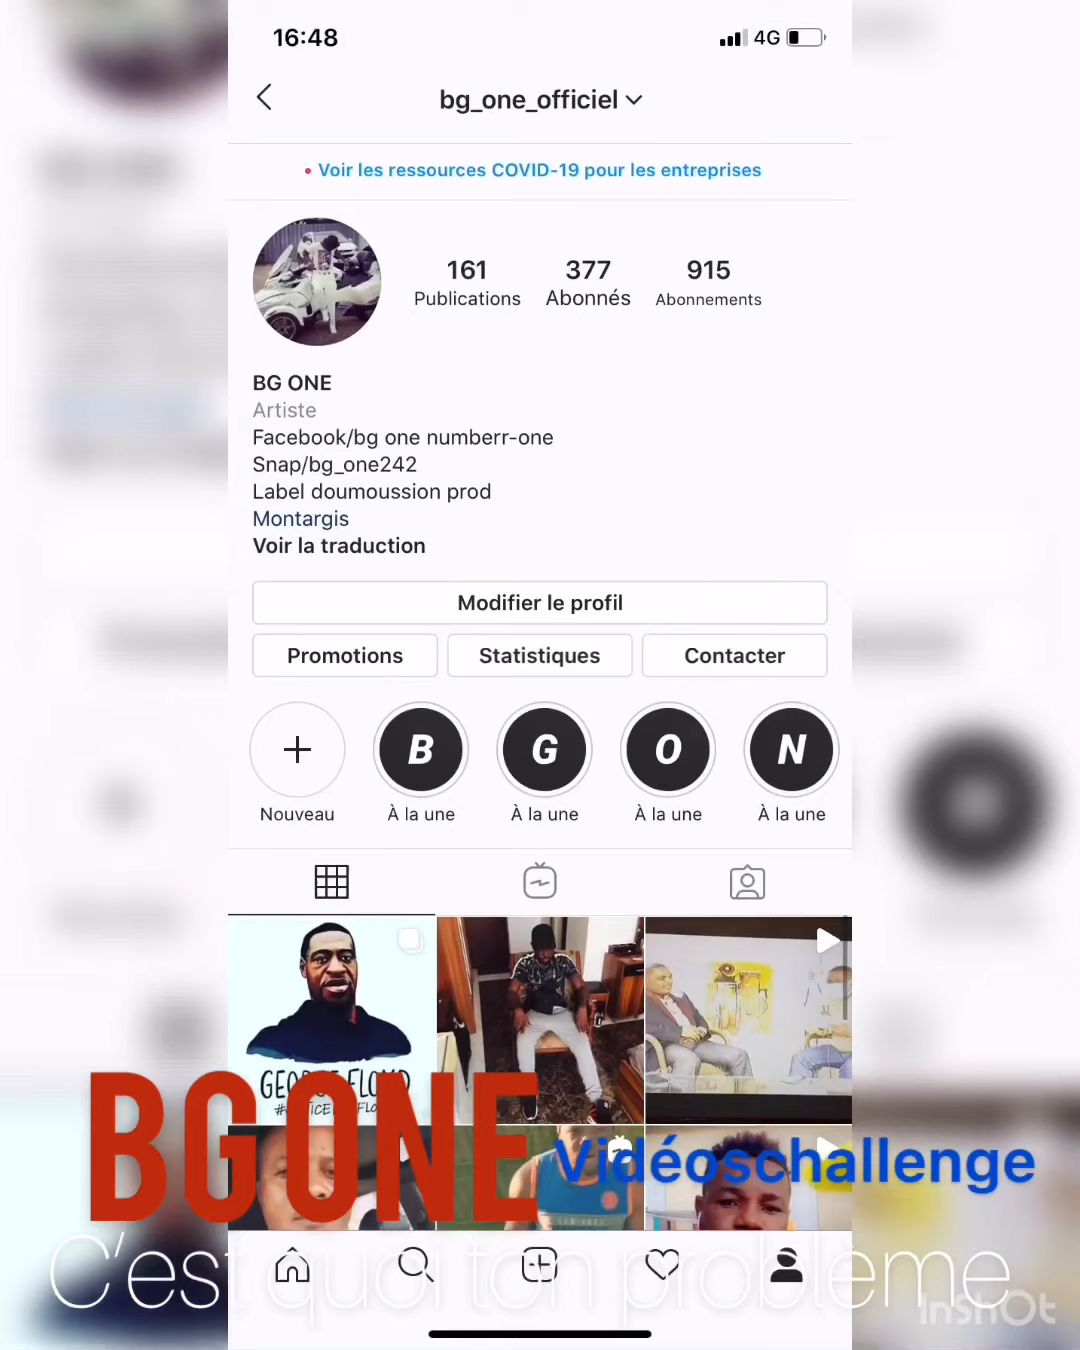 16:48
4G
bg_one_officiel
Voir les ressources COVID-19 pour les entreprises
161
377
915
Publications
Abonnés
Abonnements
BG ONE
Artiste
Facebook/bg one numberr-one
Snap/bg_one242
Label doumoussion prod
Montargis
Voir la traduction
Modifier le profil
Promotions
Statistiques
Contacter
B
G
O
N
Nouveau
À la une
À la une
À la une
À la une
BG ONE
Vidéoschallenge
C'est quoi ton problème
InShOt